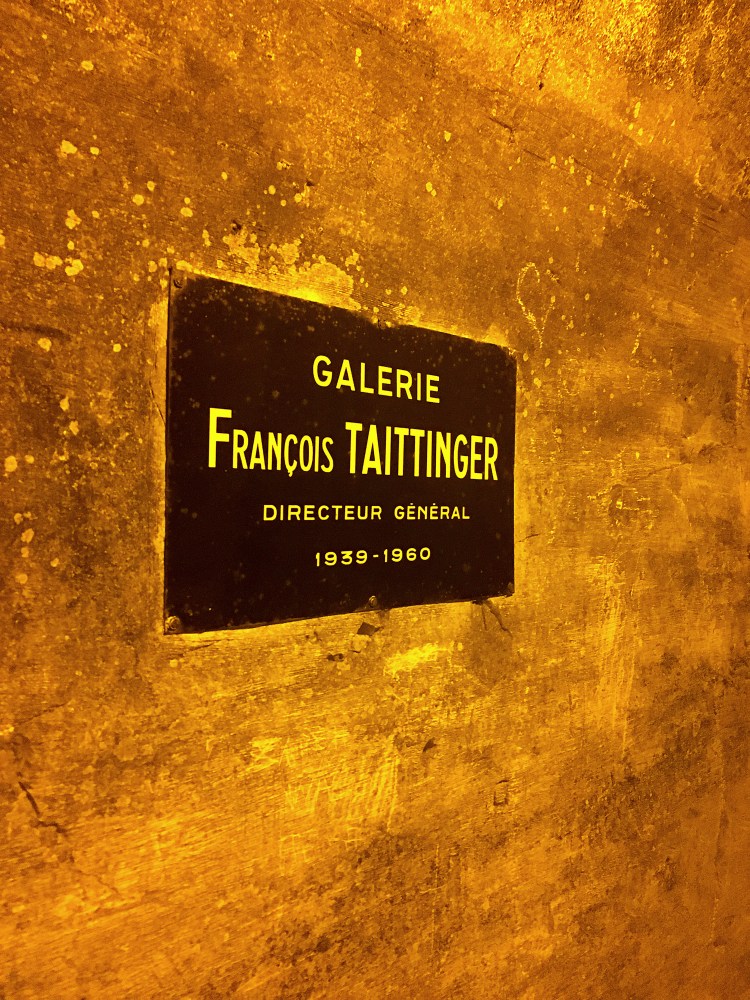 GALERIE
François TAITTINGER
DIRECTEUR GÉNÉRAL
1939-1960